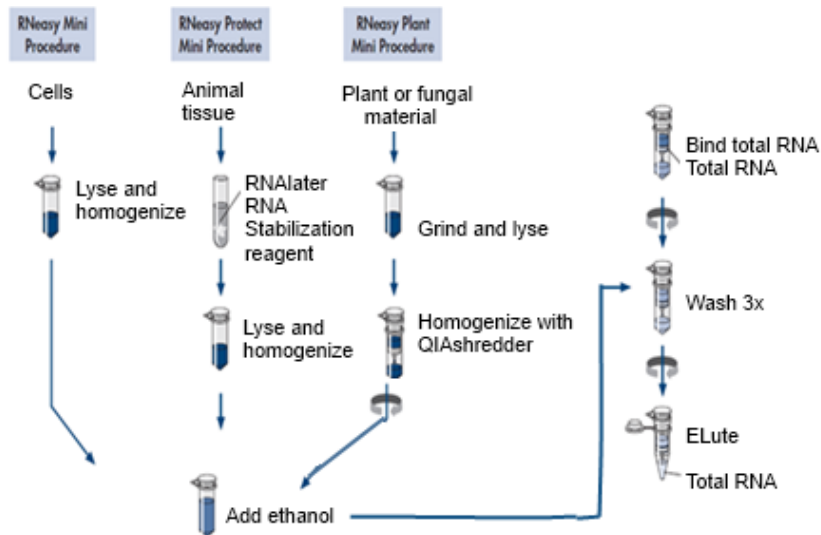 RNeasy Mini
Procedure
RNeasy Protect
Mini Procedure
RNeasy Plant
Mini Procedure
Cells
Animal
tissue
Plant or fungal
material
Lyse and
homogenize
RNAlater
RNA
Stabilization
reagent
Grind and lyse
Lyse and
homogenize
Homogenize with
QIAshredder
Add ethanol
Bind total RNA
Total RNA
Wash 3x
ELute
Total RNA